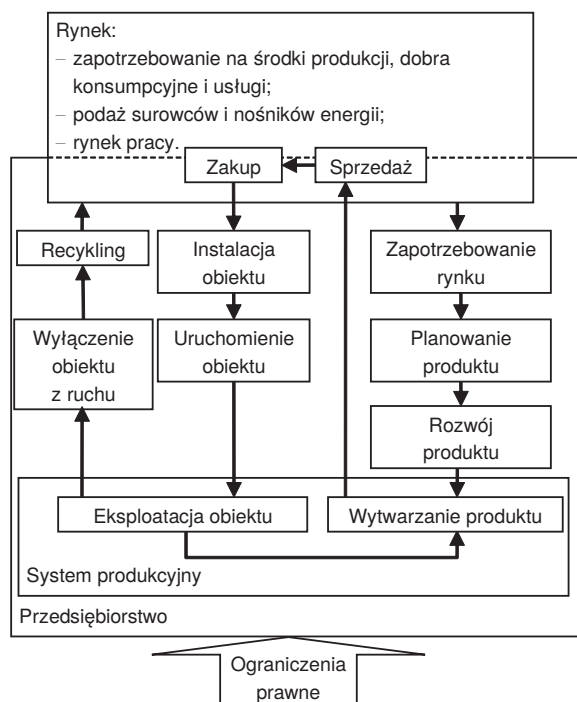 Rynek:
– zapotrzebowanie na środki produkcji, dobra
konsumpcyjne i usługi;
– podaż surowców i nośników energii;
– rynek pracy.
Zakup
Sprzedaż
Recykling
Instalacja
obiektu
Zapotrzebowanie
rynku
Wyłączenie
obiektu
z ruchu
Uruchomienie
obiektu
Planowanie
produktu
Rozwój
produktu
Eksploatacja obiektu
Wytwarzanie produktu
System produkcyjny
Przedsiębiorstwo
Ograniczenia
prawne